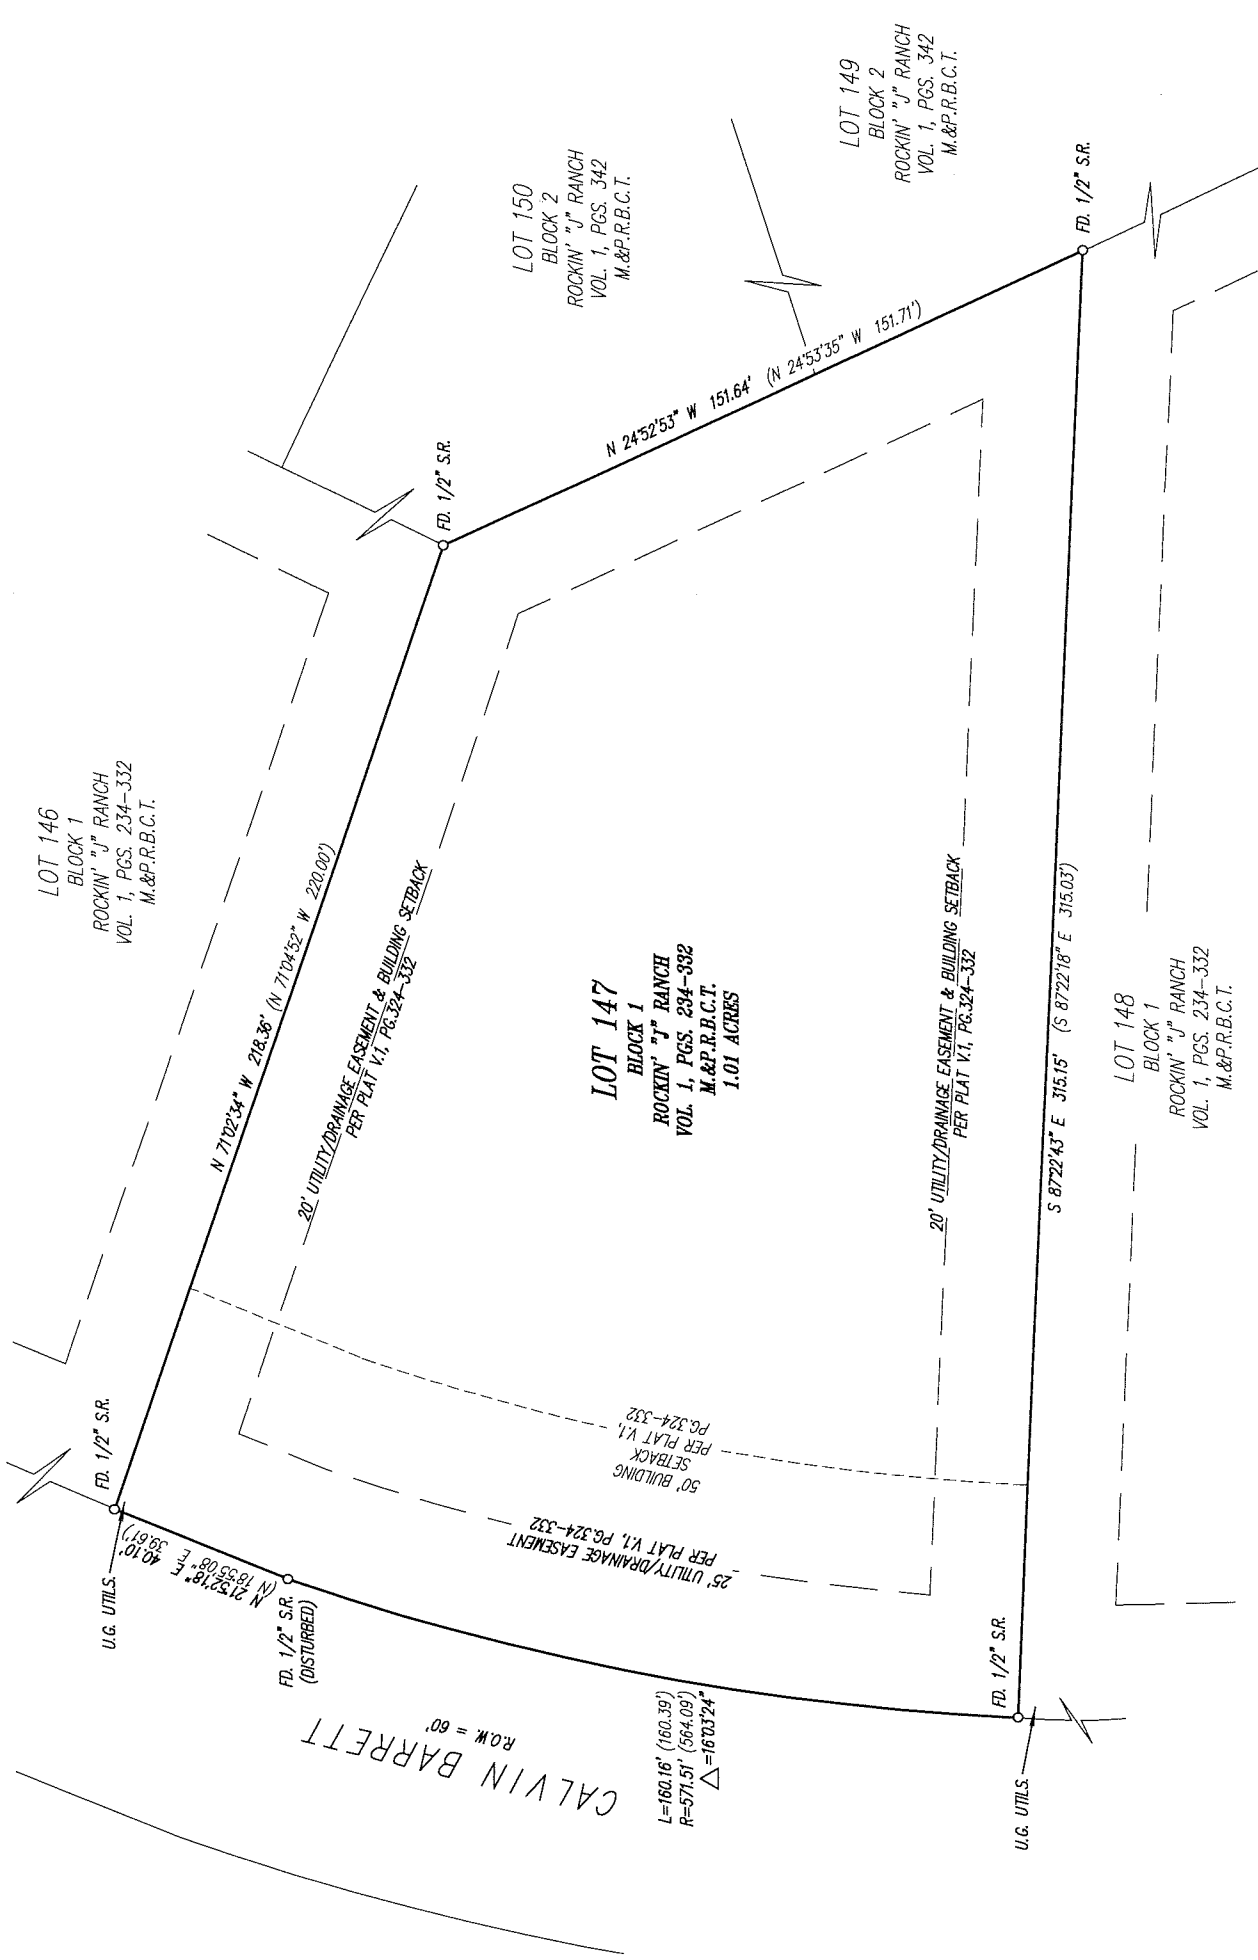 LOT 146
BLOCK 1
ROCKIN' "J" RANCH
VOL. 1, PGS. 234-332
M.&P.R.B.C.T.
LOT 150
BLOCK 2
ROCKIN' "J" RANCH
VOL. 1, PGS. 342
M.&P.R.B.C.T.
LOT 149
BLOCK 2
ROCKIN' "J" RANCH
VOL. 1, PGS. 342
M.&P.R.B.C.T.
FD. 1/2" S.R.
N 71°02'34" W 218.36' (N 71°04'52" W 220.00')
FD. 1/2" S.R.
N 24°52'53" W 151.64' (N 24°53'35" W 151.71')
FD. 1/2" S.R.
20' UTILITY/DRAINAGE EASEMENT & BUILDING SETBACK
PER PLAT V.1, PG.324-332
LOT 147
BLOCK 1
ROCKIN' "J" RANCH
VOL. 1, PGS. 234-332
M.&P.R.B.C.T.
1.01 ACRES
20' UTILITY/DRAINAGE EASEMENT & BUILDING SETBACK
PER PLAT V.1, PG.324-332
S 87°22'43" E 315.15' (S 87°22'18" E 315.03')
LOT 148
BLOCK 1
ROCKIN' "J" RANCH
VOL. 1, PGS. 234-332
M.&P.R.B.C.T.
50' BUILDING
SETBACK
PER PLAT V.1,
PG.324-332
25' UTILITY/DRAINAGE EASEMENT
PER PLAT V.1, PG.324-332
U.G. UTILS.
N 21°52'18" E 40.10'
(N 18°55'08" E 39.61')
FD. 1/2" S.R.
(DISTURBED)
CALVIN BARRETT
R.O.W. = 60'
L=160.16' (160.39')
R=571.51' (564.09')
△=16°03'24"
FD. 1/2" S.R.
U.G. UTILS.